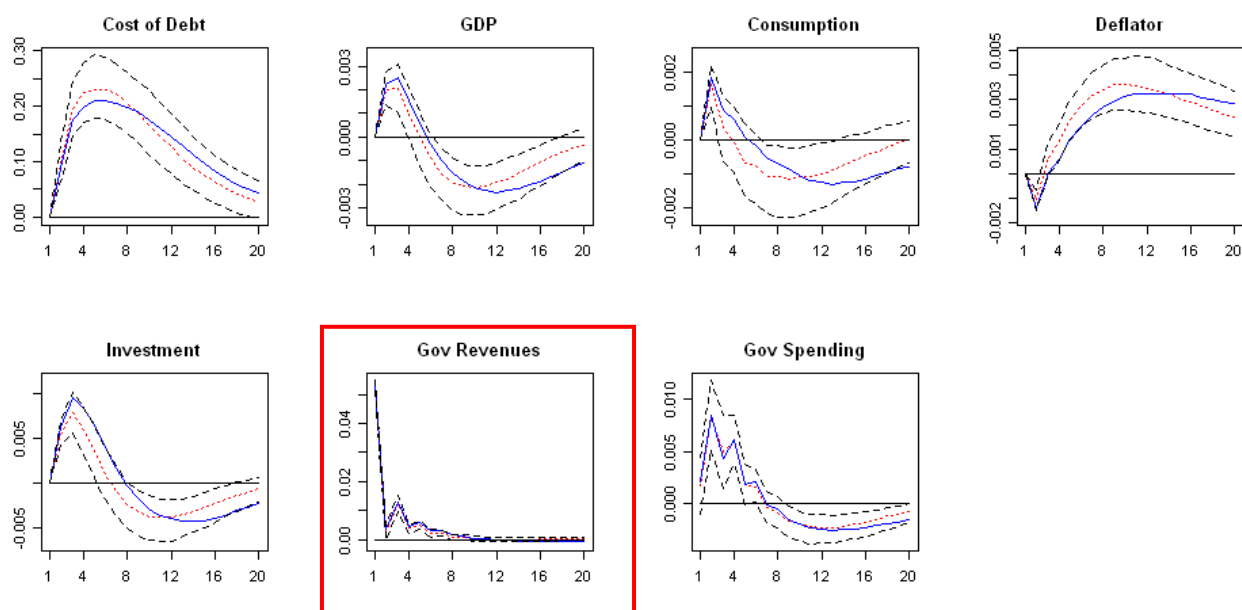 Cost of Debt
0.00 0.10 0.20 0.30
1 4 8 12 16 20
GDP
-0.003 0.000 0.003
1 4 8 12 16 20
Consumption
-0.002 0.000 0.002
1 4 8 12 16 20
Deflator
-0.002 0.001 0.003 0.005
1 4 8 12 16 20
Investment
-0.005 0.005
1 4 8 12 16 20
Gov Revenues
0.00 0.02 0.04
1 4 8 12 16 20
Gov Spending
0.000 0.005 0.010
1 4 8 12 16 20